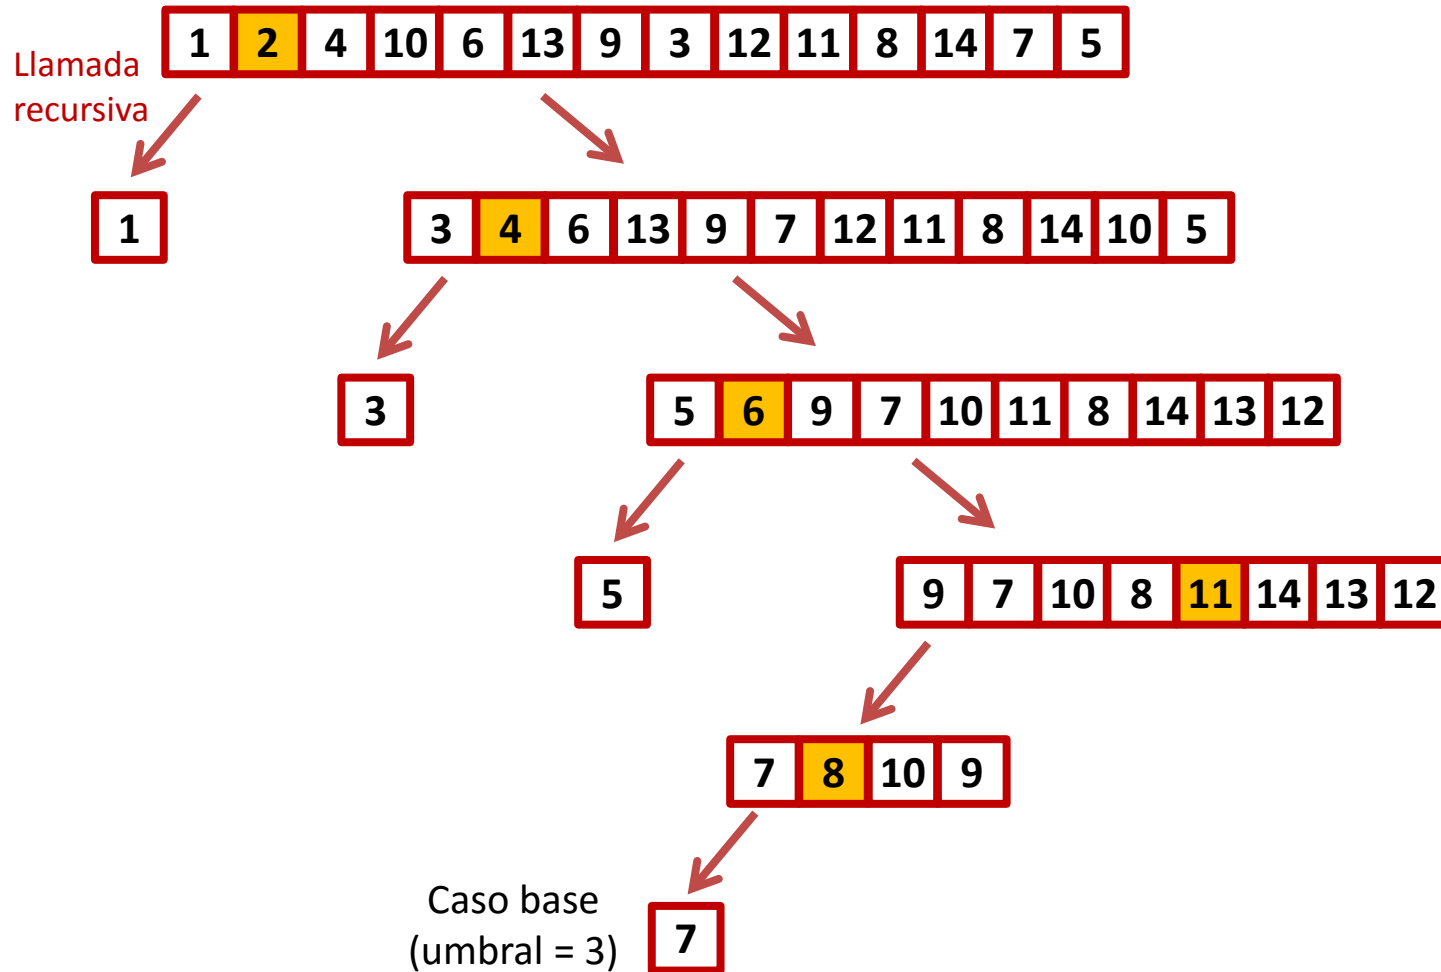 1 2 4 10 6 13 9 3 12 11 8 14 7 5
Llamada
recursiva
1
3 4 6 13 9 7 12 11 8 14 10 5
3
5 6 9 7 10 11 8 14 13 12
5
9 7 10 8 11 14 13 12
7 8 10 9
Caso base
(umbral = 3)
7